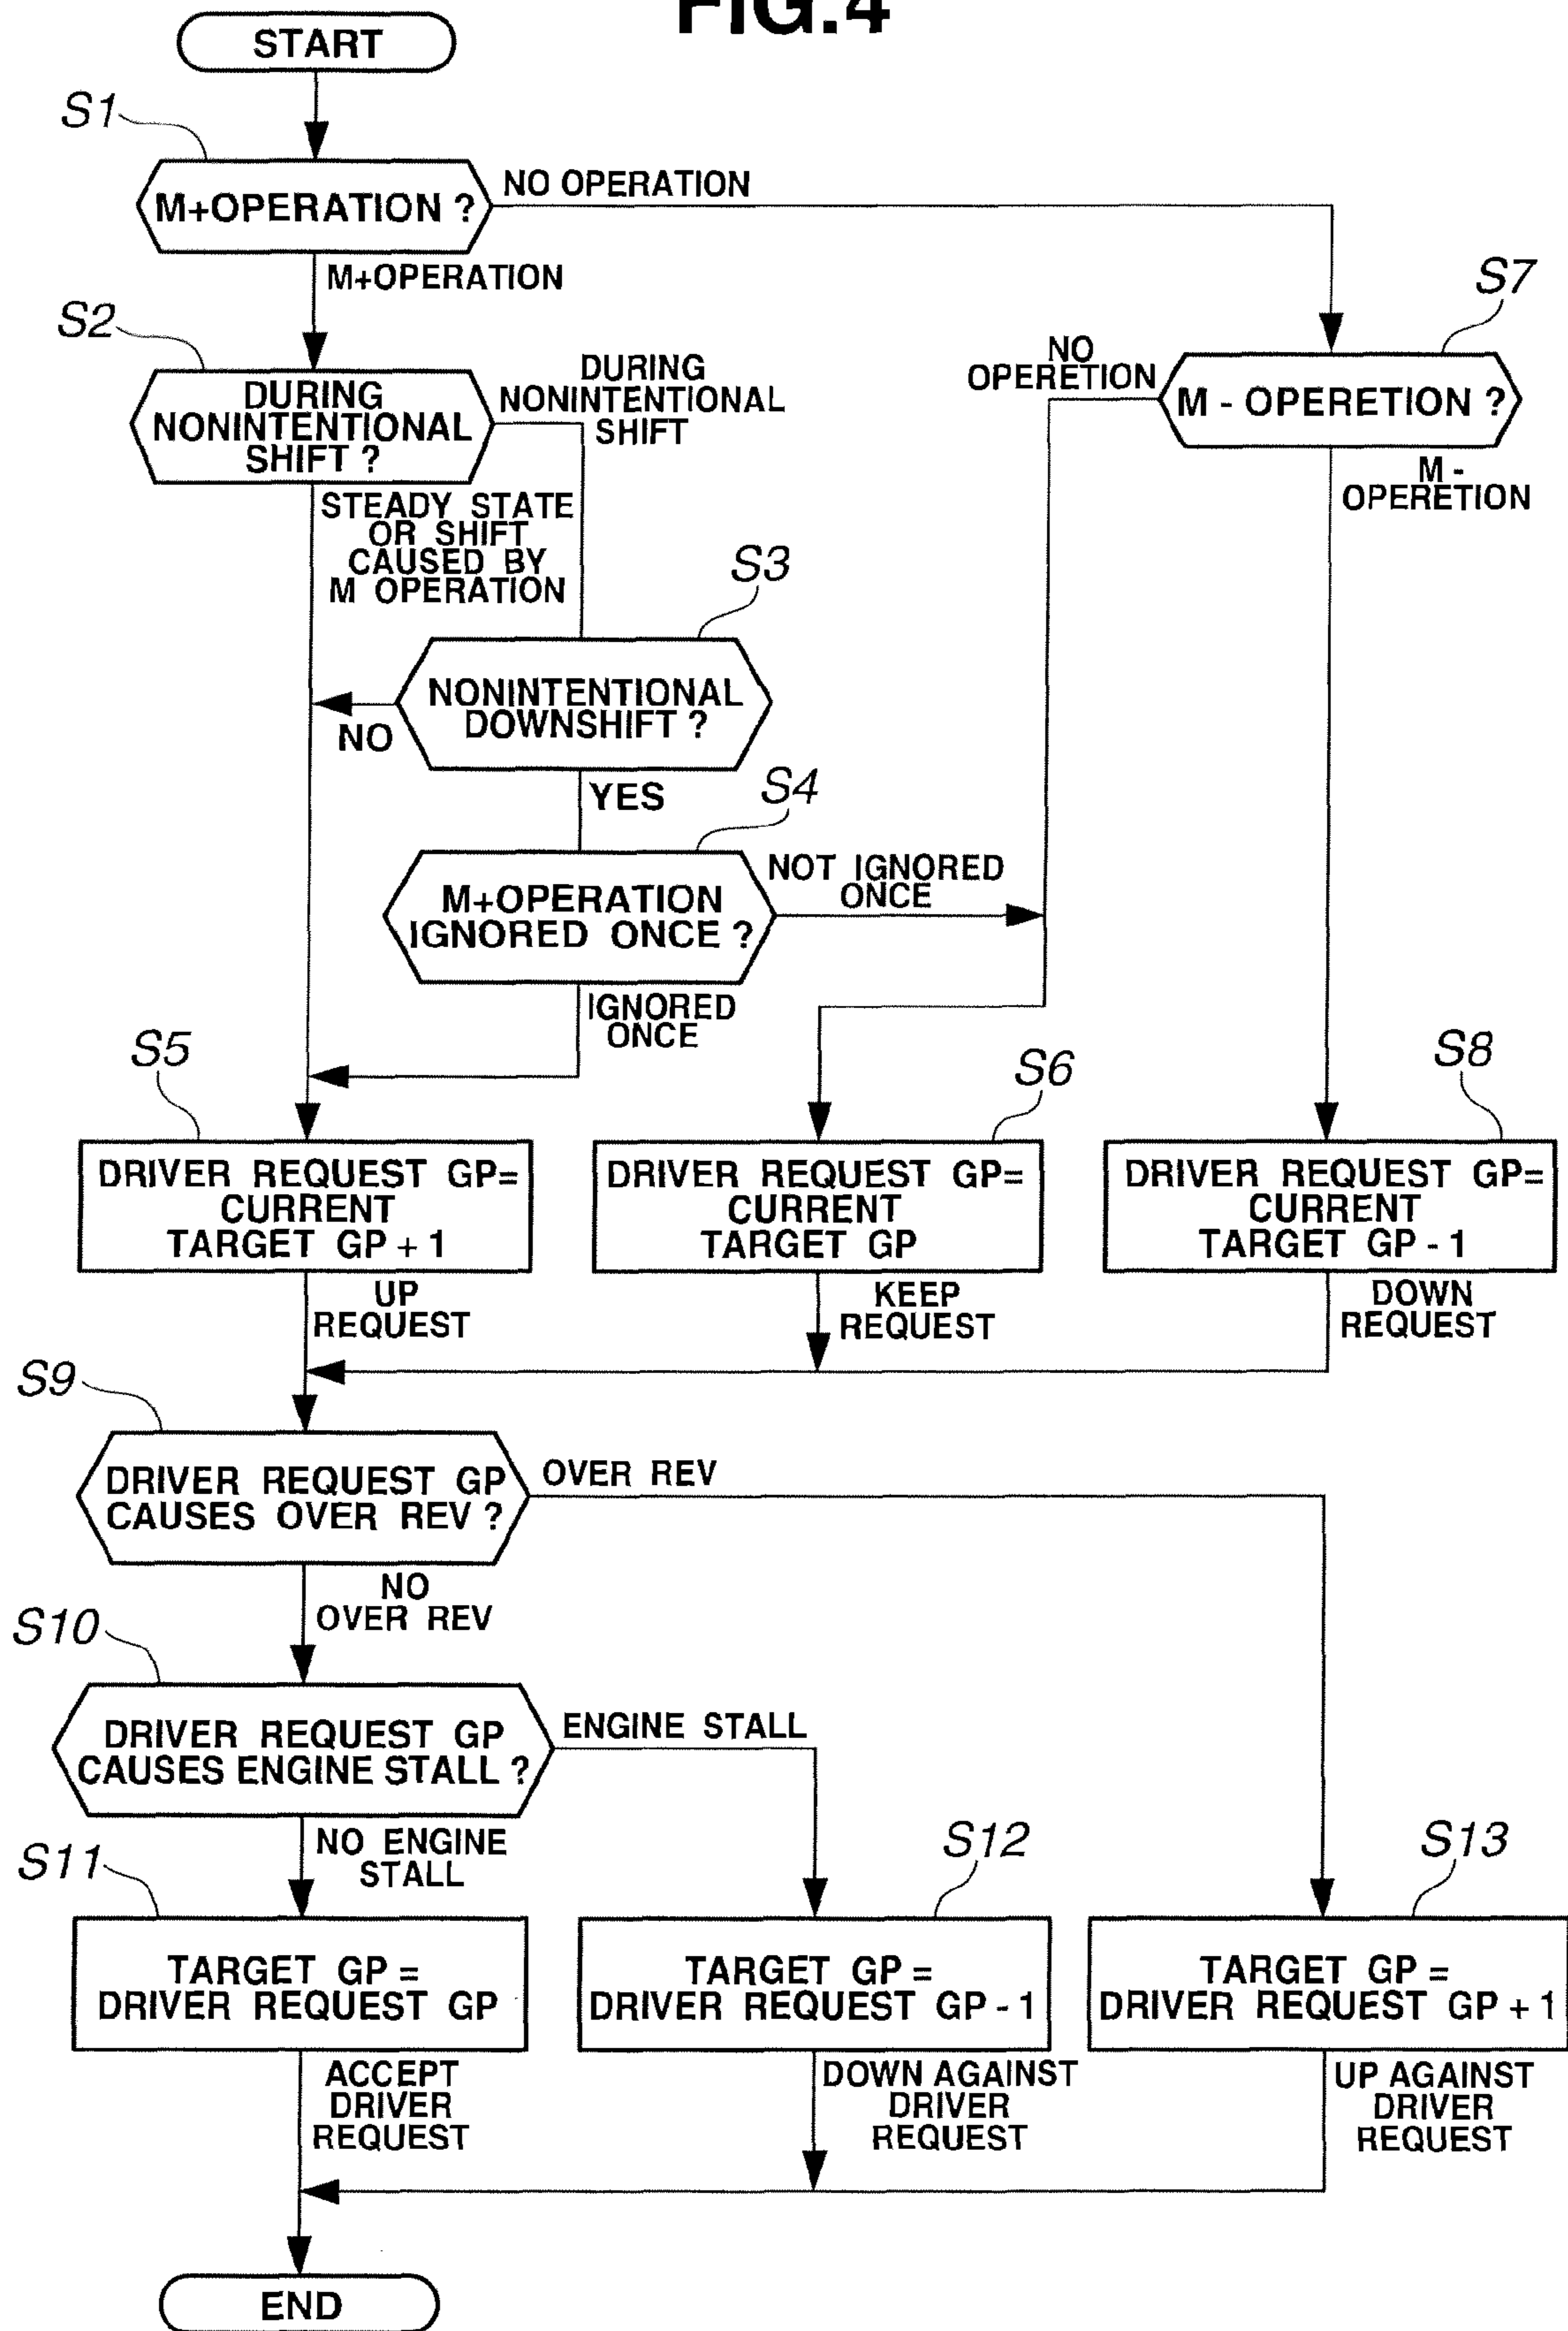 FIG.4
START
S1
M+OPERATION ?
NO OPERATION
M+OPERATION
S7
S2
DURING
NONINTENTIONAL
SHIFT ?
DURING
NONINTENTIONAL
SHIFT
NO
OPERETION
M - OPERETION ?
M -
OPERETION
STEADY STATE
OR SHIFT
CAUSED BY
M OPERATION
S3
NONINTENTIONAL
DOWNSHIFT ?
NO
YES
S4
M+OPERATION
IGNORED ONCE ?
NOT IGNORED
ONCE
IGNORED
ONCE
S5
DRIVER REQUEST GP=
CURRENT
TARGET GP + 1
UP
REQUEST
S6
DRIVER REQUEST GP=
CURRENT
TARGET GP
KEEP
REQUEST
S8
DRIVER REQUEST GP=
CURRENT
TARGET GP - 1
DOWN
REQUEST
S9
DRIVER REQUEST GP
CAUSES OVER REV ?
OVER REV
NO
OVER REV
S10
DRIVER REQUEST GP
CAUSES ENGINE STALL ?
ENGINE STALL
NO ENGINE
STALL
S11
TARGET GP =
DRIVER REQUEST GP
ACCEPT
DRIVER
REQUEST
S12
TARGET GP =
DRIVER REQUEST GP - 1
DOWN AGAINST
DRIVER
REQUEST
S13
TARGET GP =
DRIVER REQUEST GP + 1
UP AGAINST
DRIVER
REQUEST
END